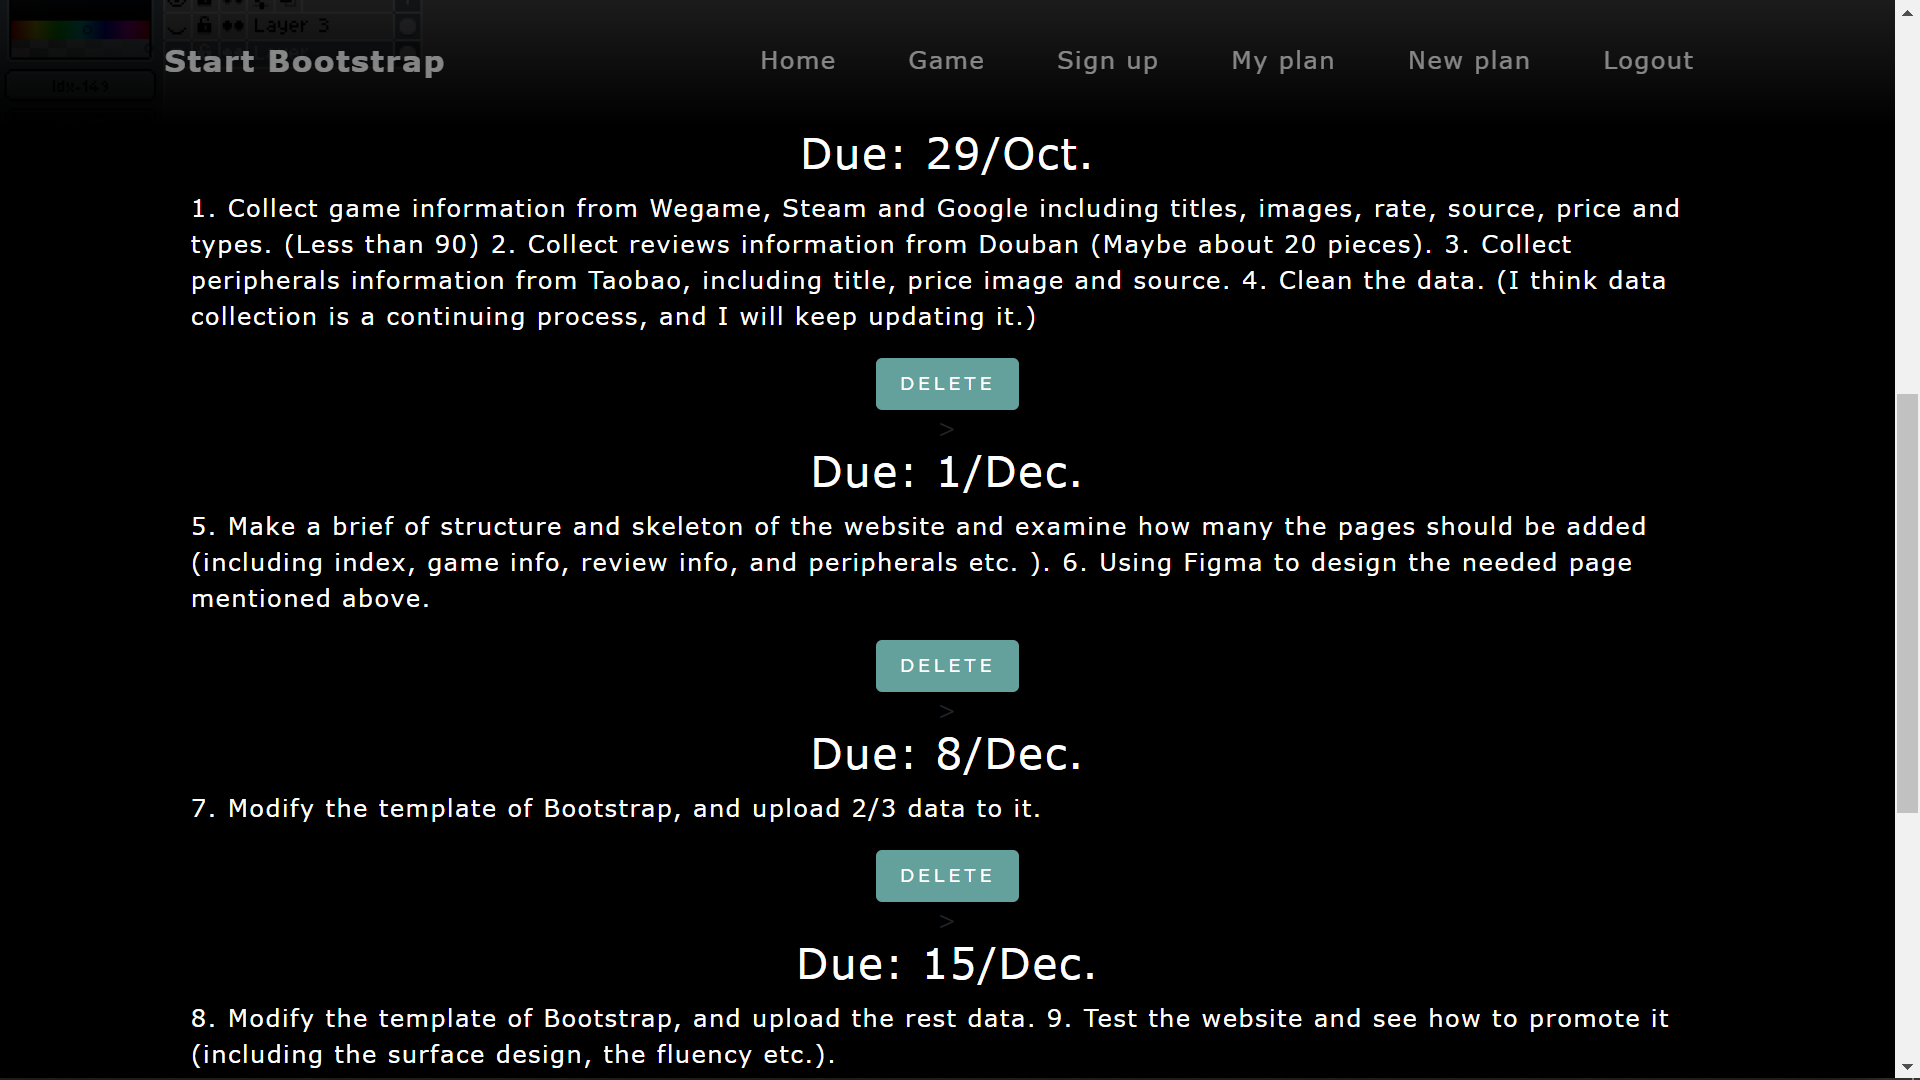 Layer 3
Start Bootstrap
Home
Game
Sign up
My plan
New plan
Logout
Idx-143
Due: 29/Oct.
1. Collect game information from Wegame, Steam and Google including titles, images, rate, source, price and
types. (Less than 90) 2. Collect reviews information from Douban (Maybe about 20 pieces). 3. Collect
peripherals information from Taobao, including title, price image and source. 4. Clean the data. (I think data
collection is a continuing process, and I will keep updating it.)
DELETE
>
Due: 1/Dec.
5. Make a brief of structure and skeleton of the website and examine how many the pages should be added
(including index, game info, review info, and peripherals etc. ). 6. Using Figma to design the needed page
mentioned above.
DELETE
>
Due: 8/Dec.
7. Modify the template of Bootstrap, and upload 2/3 data to it.
DELETE
>
Due: 15/Dec.
8. Modify the template of Bootstrap, and upload the rest data. 9. Test the website and see how to promote it
(including the surface design, the fluency etc.).